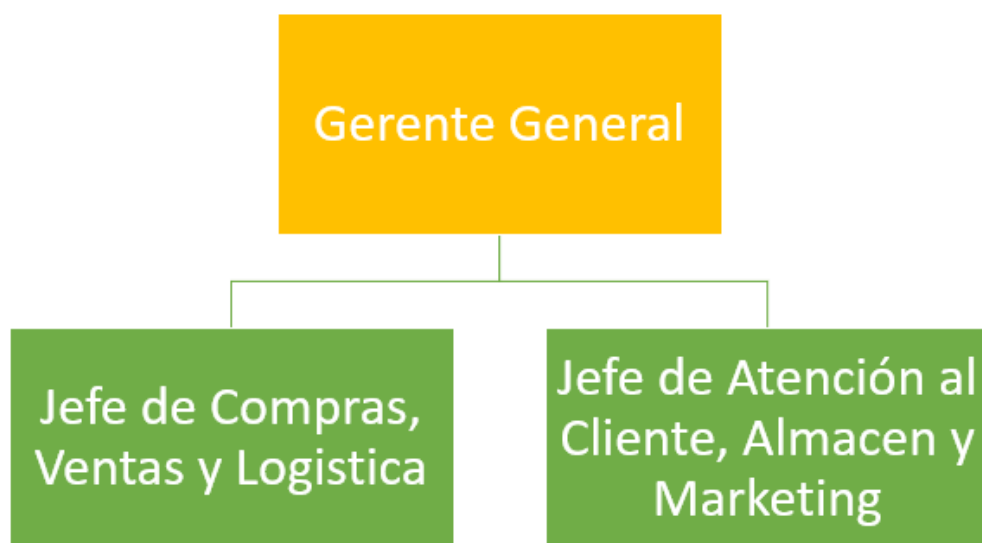 Gerente General
Jefe de Compras,
Ventas y Logistica
Jefe de Atención al
Cliente, Almacen y
Marketing